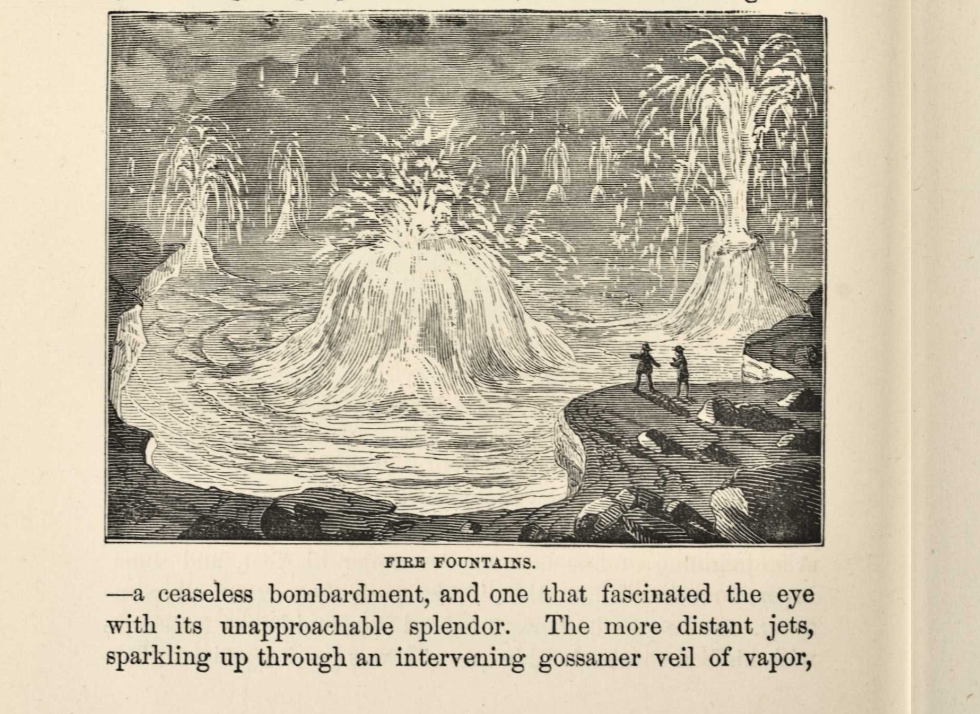 FIRE FOUNTAINS.
—a ceaseless bombardment, and one that fascinated the eye
with its unapproachable splendor. The more distant jets,
sparkling up through an intervening gossamer veil of vapor,